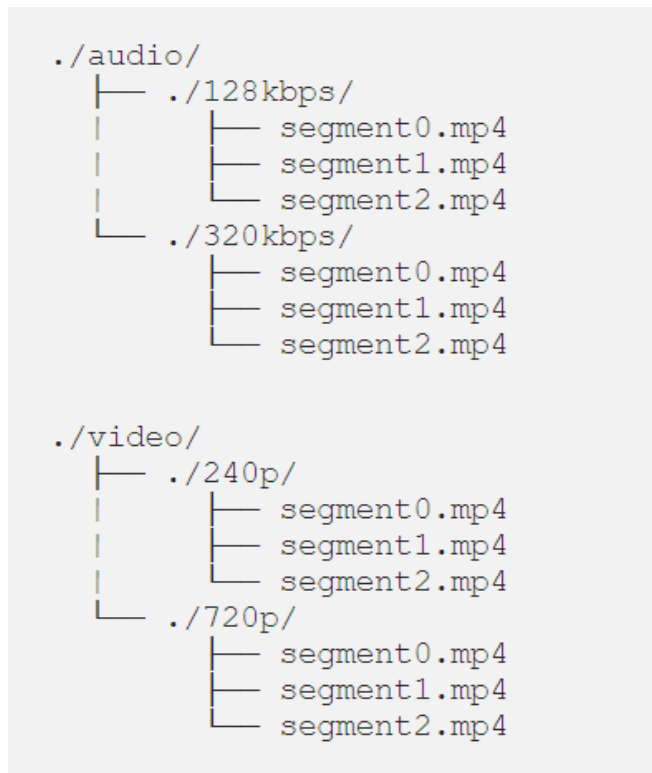 ./audio/
├── ./128kbps/
|       ├── segment0.mp4
|       ├── segment1.mp4
|       └── segment2.mp4
└── ./320kbps/
        ├── segment0.mp4
        ├── segment1.mp4
        └── segment2.mp4
./video/
├── ./240p/
|       ├── segment0.mp4
|       ├── segment1.mp4
|       └── segment2.mp4
└── ./720p/
        ├── segment0.mp4
        ├── segment1.mp4
        └── segment2.mp4